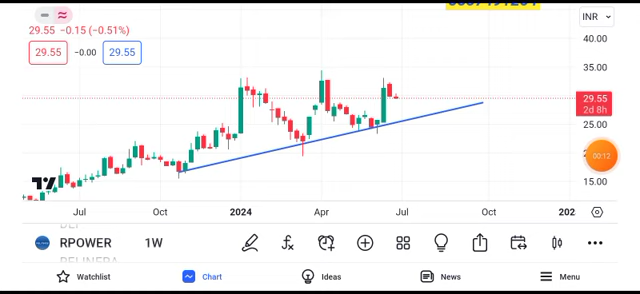 INR
29.55 −0.15 (−0.51%)
29.55 −0.00 29.55
40.00
35.00
29.55
2d 8h
25.00
00:12
15.00
Jul Oct 2024 Apr Jul Oct 202
RPOWER 1W
Watchlist Chart Ideas News Menu